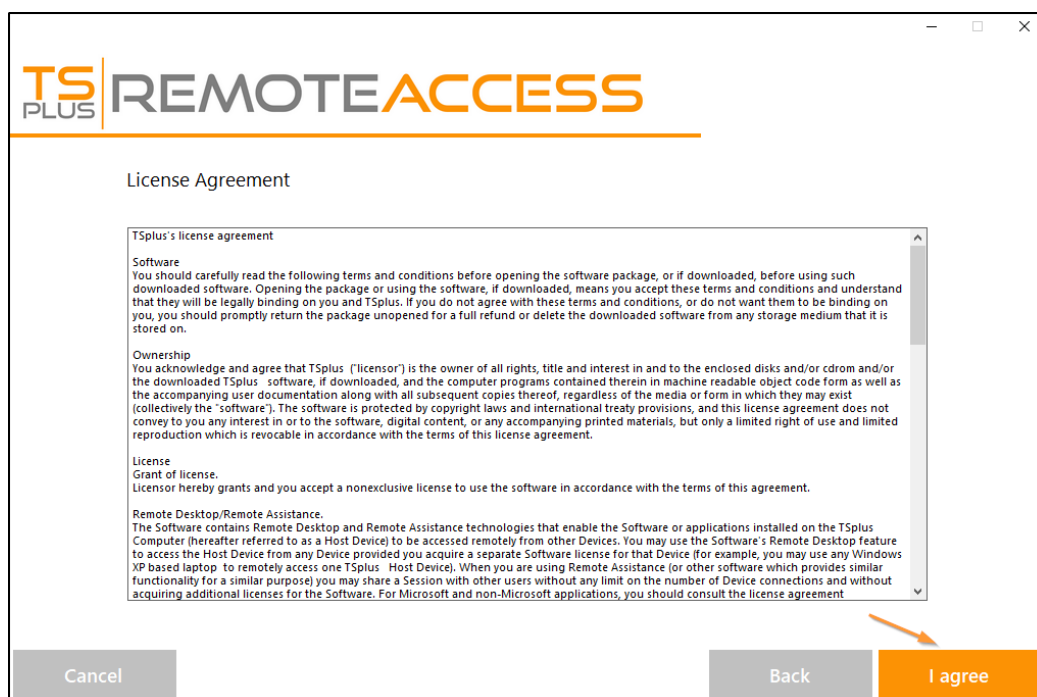 TS
PLUS
REMOTEACCESS
License Agreement
TSplus's license agreement
Software
You should carefully read the following terms and conditions before opening the software package, or if downloaded, before using such
downloaded software. Opening the package or using the software, if downloaded, means you accept these terms and conditions and understand
that they will be legally binding on you and TSplus. If you do not agree with these terms and conditions, or do not want them to be binding on
you, you should promptly return the package unopened for a full refund or delete the downloaded software from any storage medium that it is
stored on.
Ownership
You acknowledge and agree that TSplus ("licensor") is the owner of all rights, title and interest in and to the enclosed disks and/or cdrom and/or
the downloaded TSplus software, if downloaded, and the computer programs contained therein in machine readable object code form as well as
the accompanying user documentation along with all subsequent copies thereof, regardless of the media or form in which they may exist
(collectively the "software"). The software is protected by copyright laws and international treaty provisions, and this license agreement does not
convey to you any interest in or to the software, digital content, or any accompanying printed materials, but only a limited right of use and limited
reproduction which is revocable in accordance with the terms of this license agreement.
License
Grant of license.
Licensor hereby grants and you accept a nonexclusive license to use the software in accordance with the terms of this agreement.
Remote Desktop/Remote Assistance.
The Software contains Remote Desktop and Remote Assistance technologies that enable the Software or applications installed on the TSplus
Computer (hereafter referred to as a Host Device) to be accessed remotely from other Devices. You may use the Software's Remote Desktop feature
to access the Host Device from any Device provided you acquire a separate Software license for that Device (for example, you may use any Windows
XP based laptop to remotely access one TSplus Host Device). When you are using Remote Assistance (or other software which provides similar
functionality for a similar purpose) you may share a Session with other users without any limit on the number of Device connections and without
acquiring additional licenses for the Software. For Microsoft and non-Microsoft applications, you should consult the license agreement
Cancel
Back
I agree